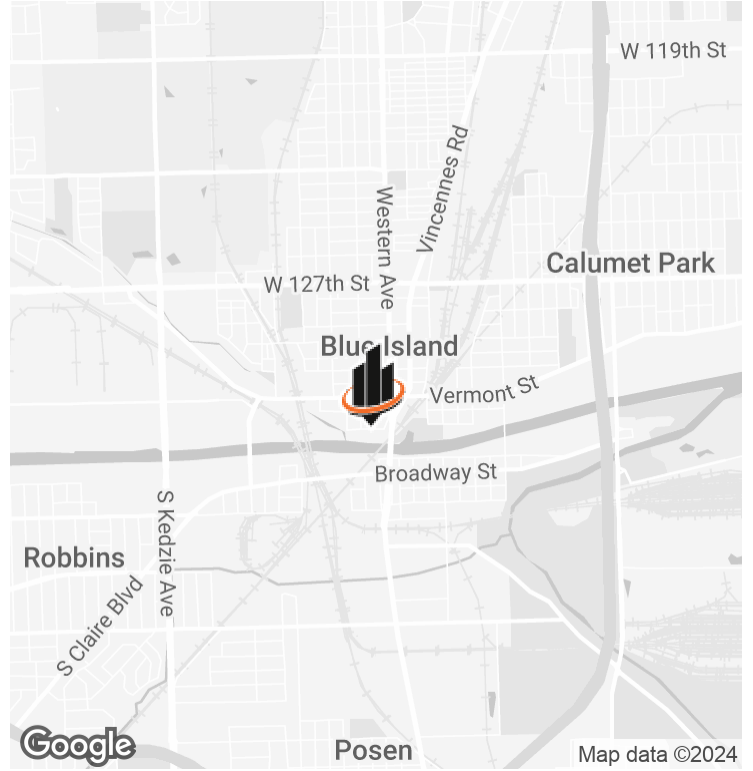 W 119th St
Vincennes Rd
Western Ave
Calumet Park
W 127th St
Blue Island
Vermont St
Broadway St
S Kedzie Ave
Robbins
S Claire Blvd
Posen
Google
Map data ©2024